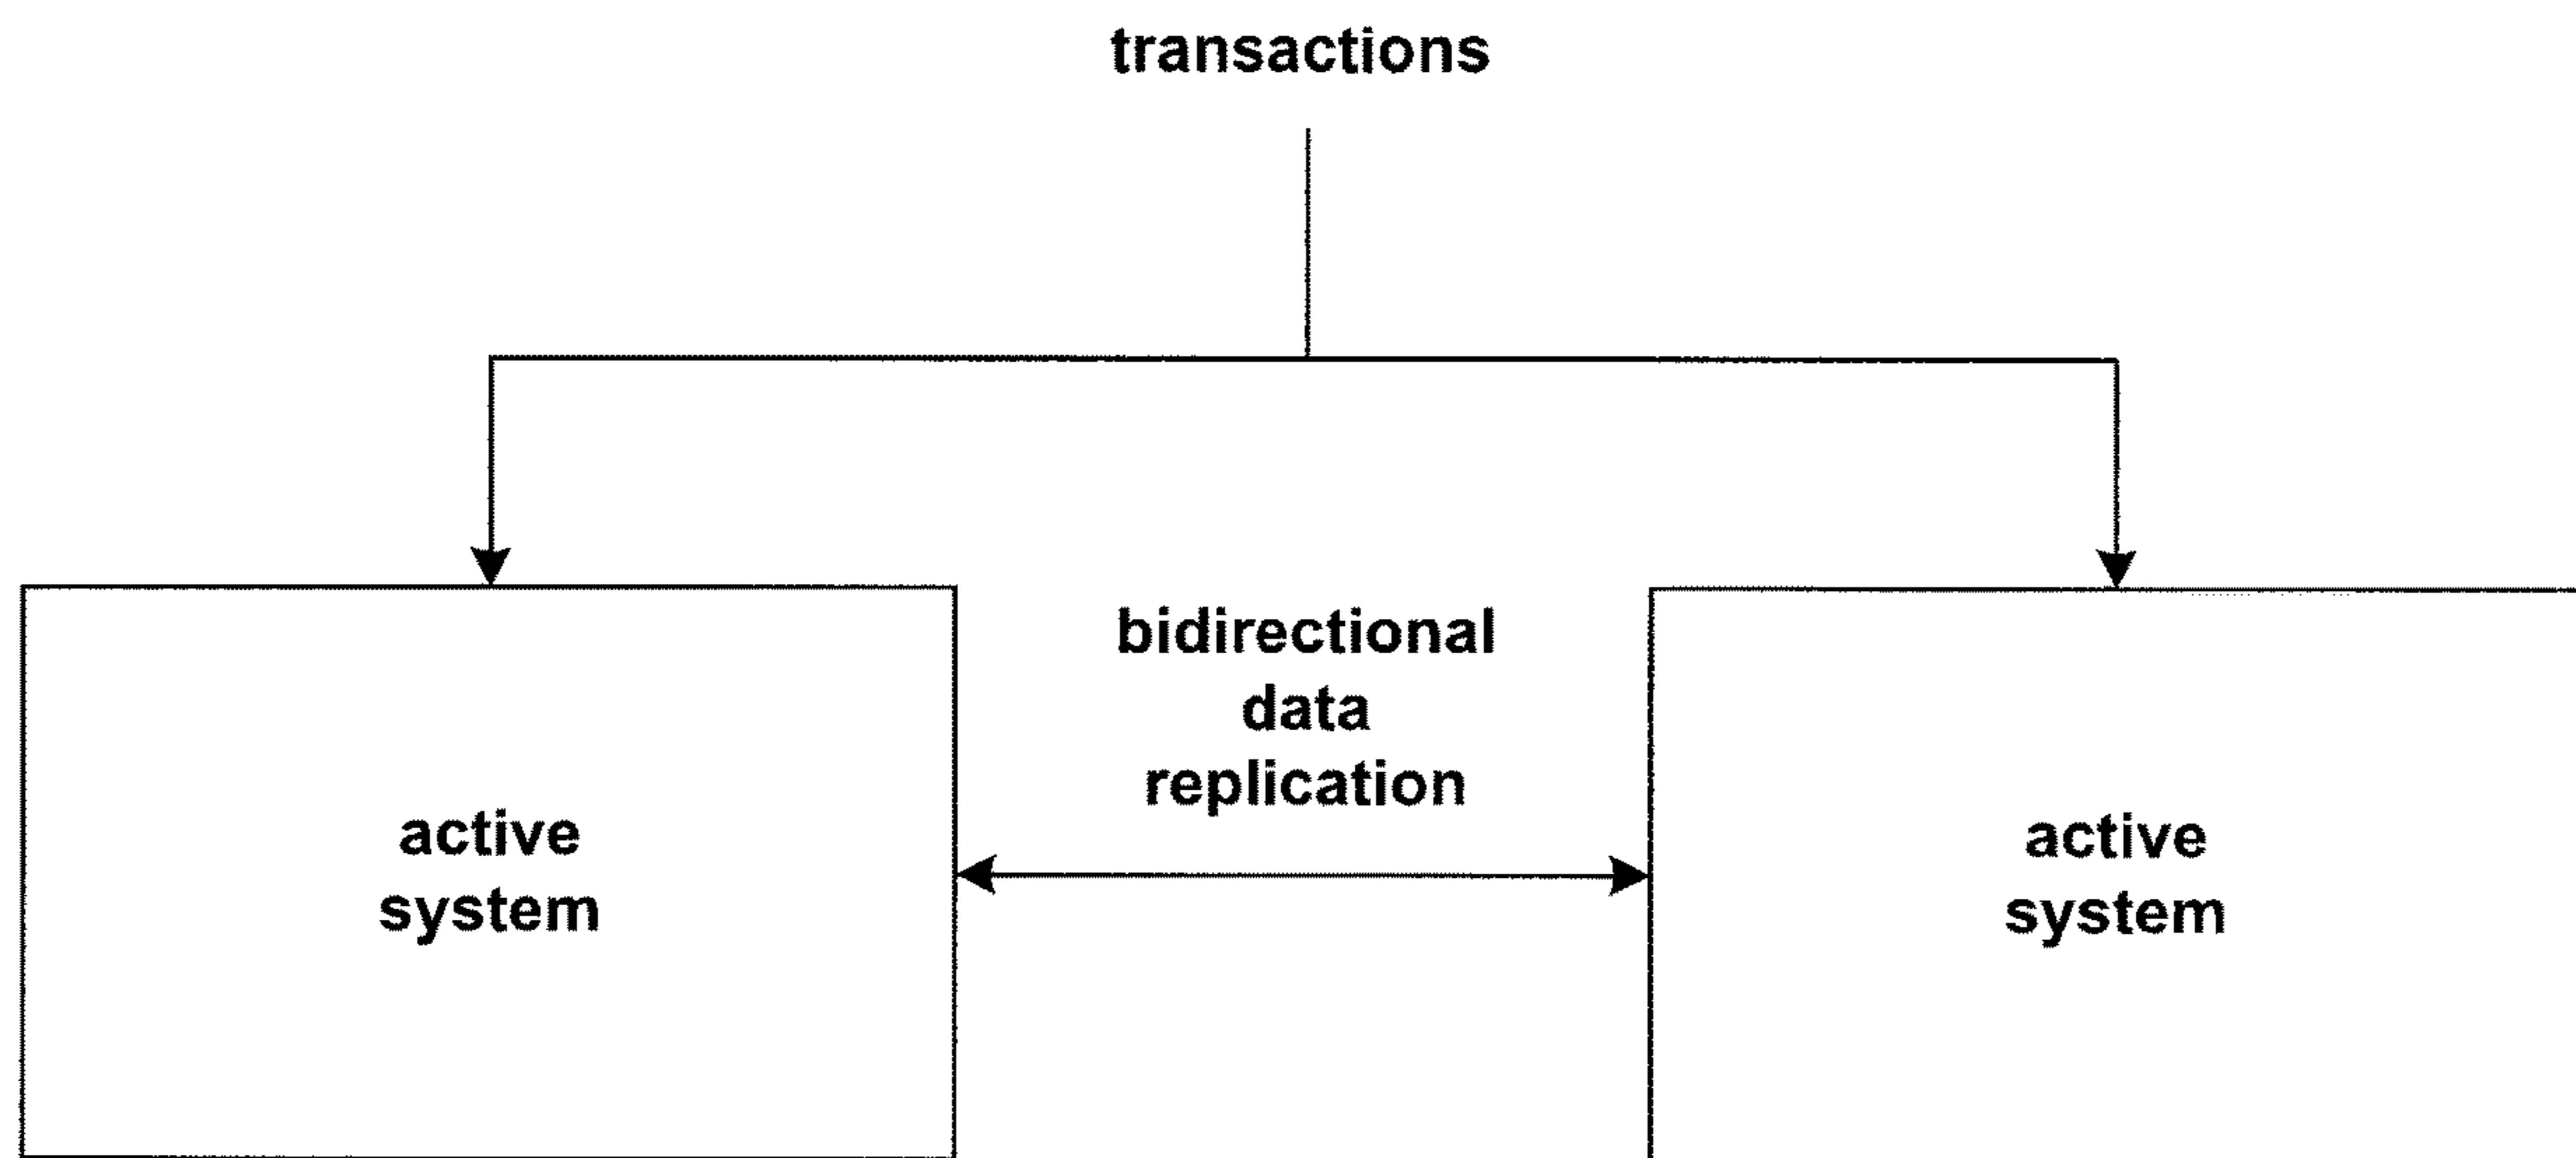 transactions
bidirectional
data
replication
active
system
active
system